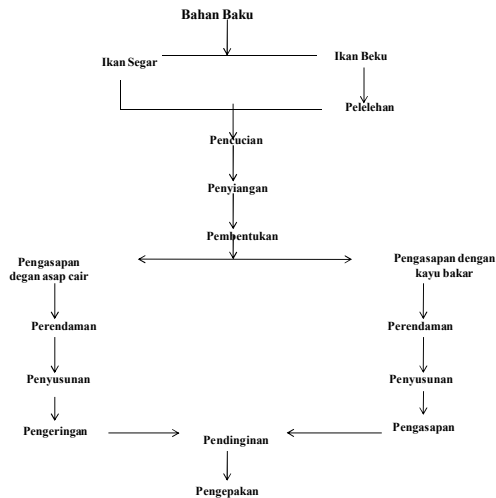 Bahan Baku
Ikan Segar
Ikan Beku
Pelelehan
Pencucian
Penyiangan
Pembentukan
Pengasapan
degan asap cair
Pengasapan dengan
kayu bakar
Perendaman
Perendaman
Penyusunan
Penyusunan
Pengeringan
Pengasapan
Pendinginan
Pengepakan